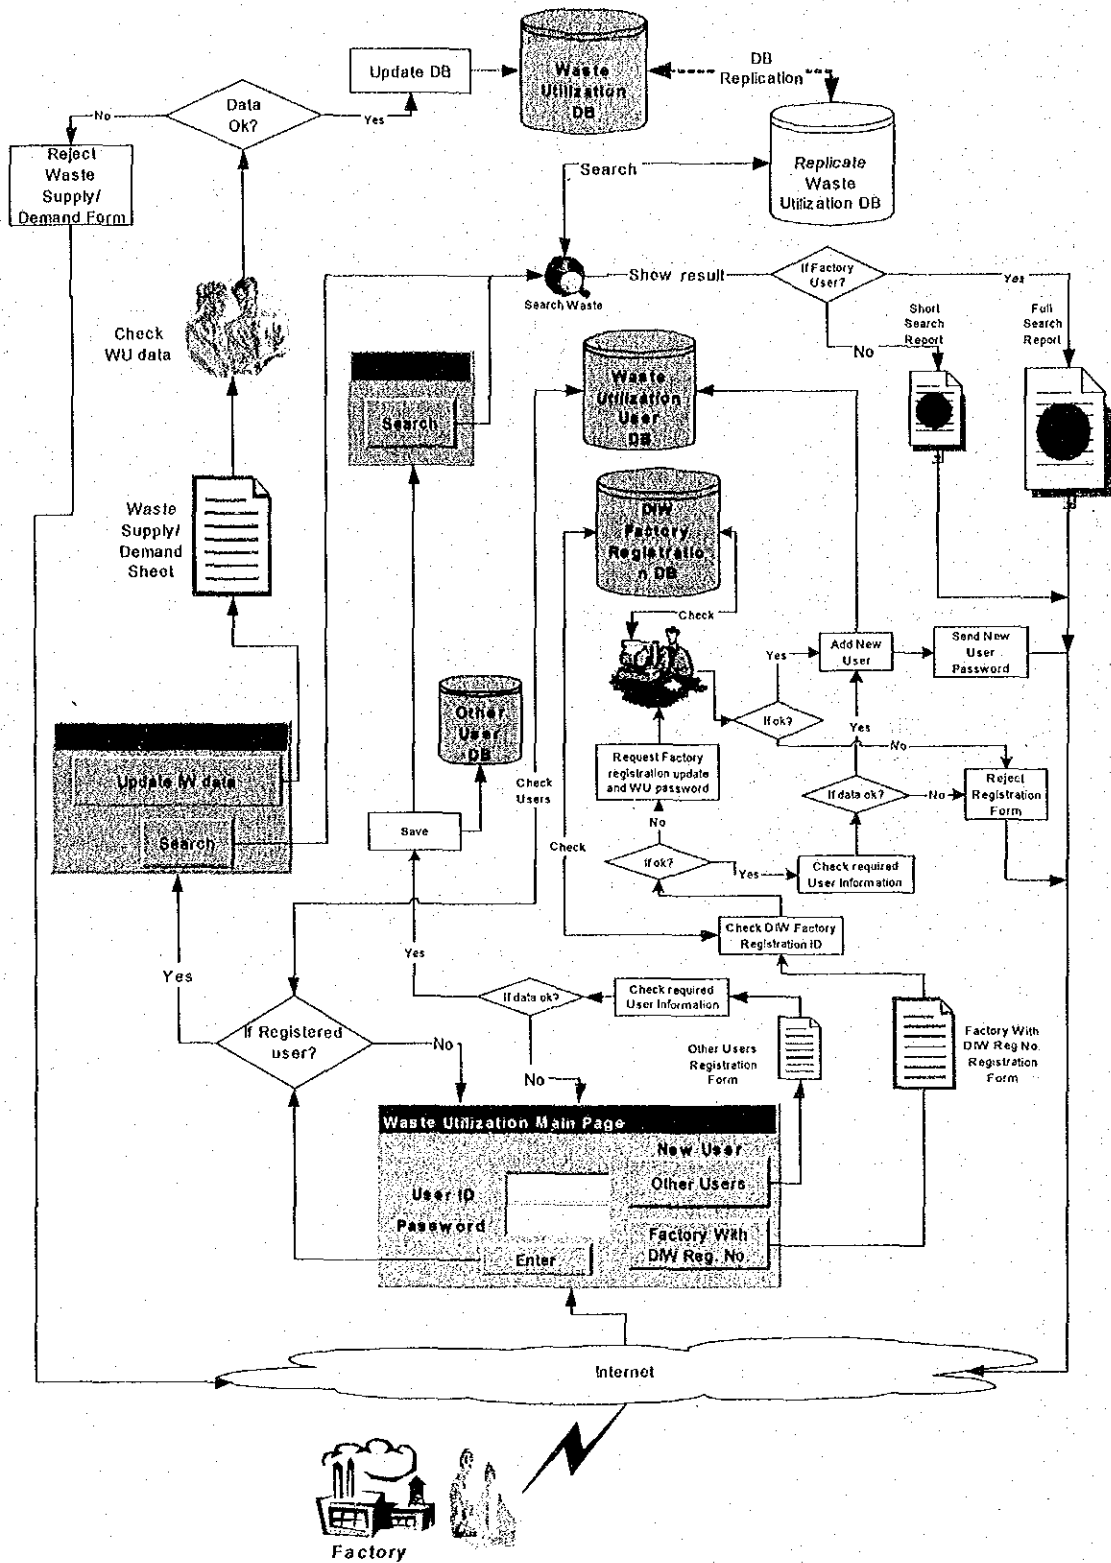 Update DB
Waste
Utilization
DB
DB
Replication
Data
Ok?
No
Yes
Reject
Waste
Supply/
Demand Form
Replicate
Waste
Utilization DB
Search
Show result
Search Waste
If Factory
User?
Yes
No
Short
Search
Report
Full
Search
Report
Check
WU data
Search
Waste
Utilization
User
DB
DIW
Factory
Registratio
n DB
Waste
Supply/
Demand
Sheet
Check
Add New
User
Send New
User
Password
Yes
If ok?
Yes
No
Other
User
DB
Request Factory
registration update
and WU password
Reject
Registration
Form
If data ok?
No
Update IW data
Search
Check
Users
Save
Check
No
If ok?
Yes
Check required
User Information
Check DIW Factory
Registration ID
Yes
Yes
If data ok?
Check required
User Information
If Registered
user?
No
No
Other Users
Registration
Form
Factory With
DIW Reg No.
Registration
Form
Waste Utilization Main Page
New User
Other Users
User ID
Password
Factory With
DIW Reg. No.
Enter
Internet
Factory